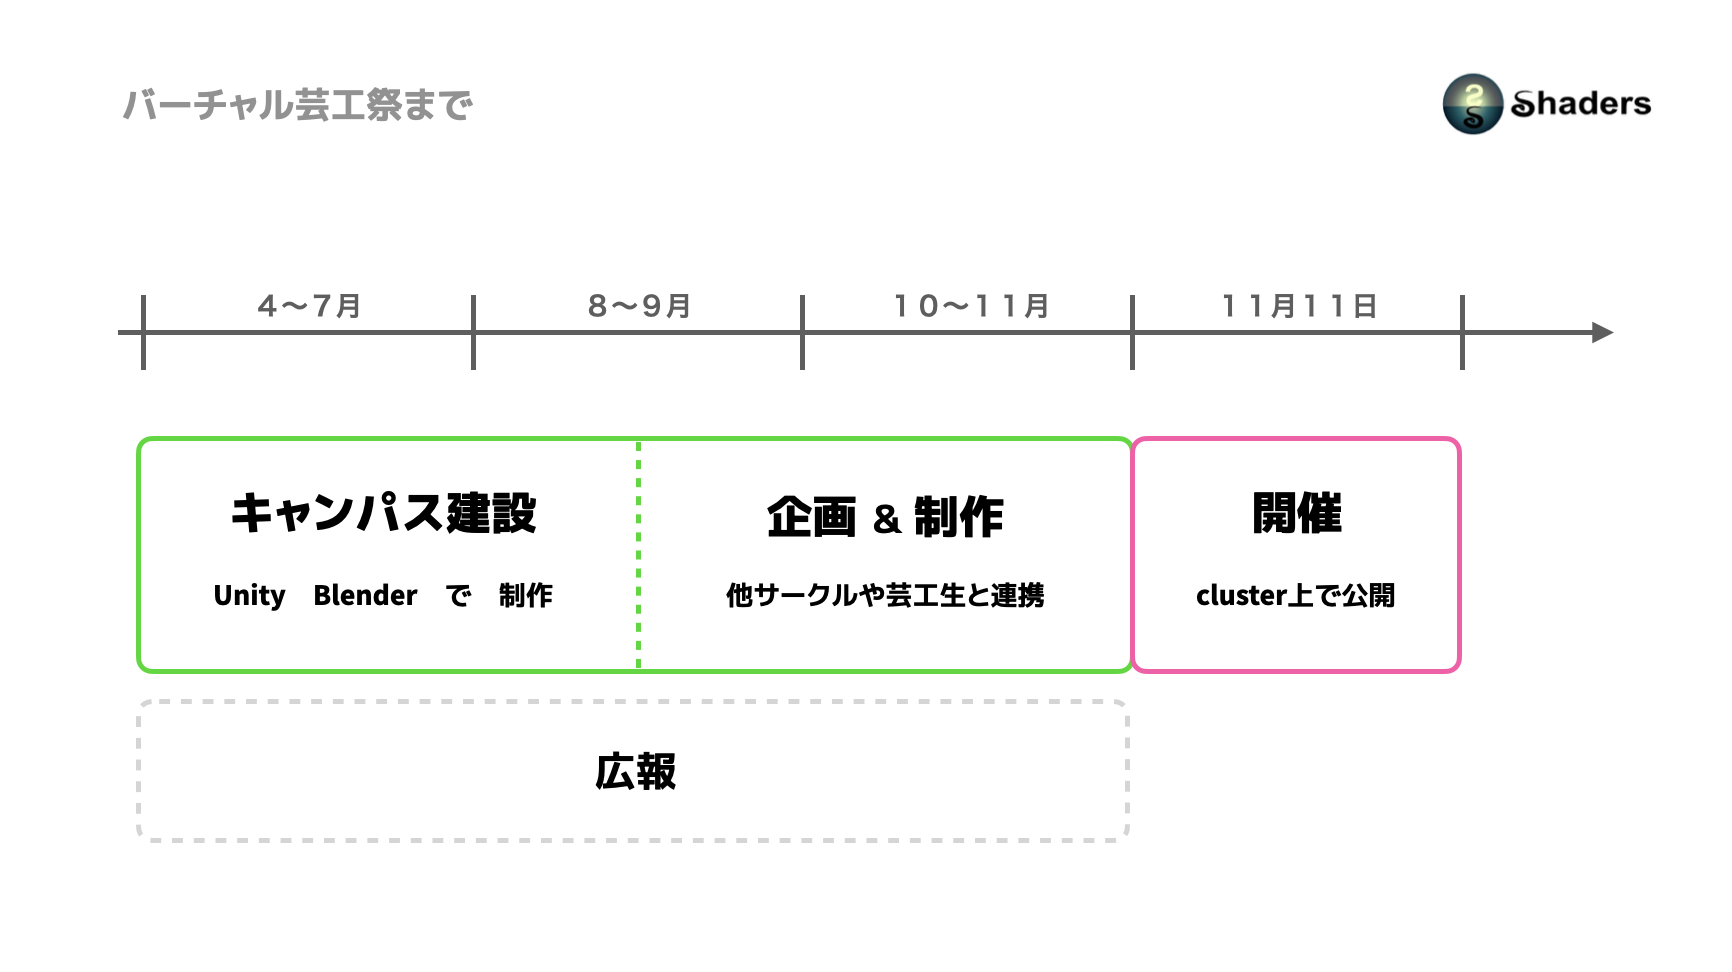 バーチャル芸工祭まで
Shaders
４〜７月
８〜９月
１０〜１１月
１１月１１日
キャンパス建設
Unity　Blender　で　制作
企画 & 制作
他サークルや芸工生と連携
開催
cluster上で公開
広報